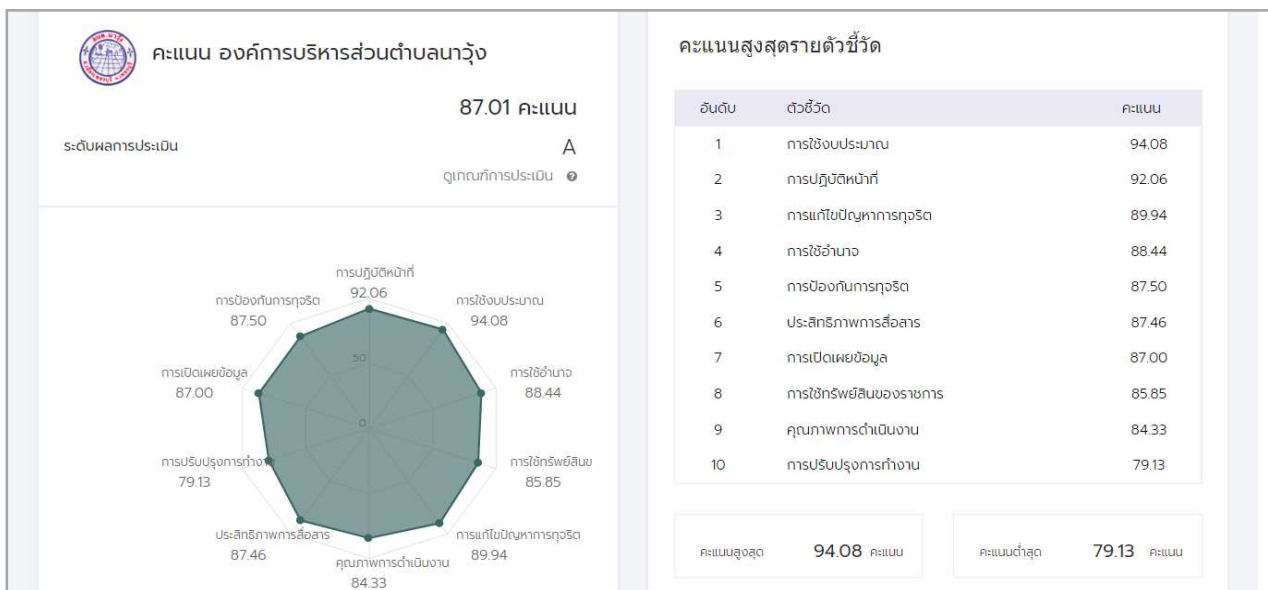 คะแนน องค์การบริหารส่วนตำบลนาวุ้ง
87.01 คะแนน
ระดับผลการประเมิน A
ดูเกณฑ์การประเมิน
การปฏิบัติหน้าที่
92.06
การป้องกันการทุจริต
87.50
การใช้งบประมาณ
94.08
50
การเปิดเผยข้อมูล
87.00
การใช้อำนาจ
88.44
0
การปรับปรุงการทำงา
79.13
การใช้ทรัพย์สินข
85.85
ประสิทธิภาพการสื่อสาร
87.46
การแก้ไขปัญหาการทุจริต
89.94
คุณภาพการดำเนินงาน
84.33
คะแนนสูงสุดรายตัวชี้วัด
อันดับ ตัวชี้วัด คะแนน
1 การใช้งบประมาณ 94.08
2 การปฏิบัติหน้าที่ 92.06
3 การแก้ไขปัญหาการทุจริต 89.94
4 การใช้อำนาจ 88.44
5 การป้องกันการทุจริต 87.50
6 ประสิทธิภาพการสื่อสาร 87.46
7 การเปิดเผยข้อมูล 87.00
8 การใช้ทรัพย์สินของราชการ 85.85
9 คุณภาพการดำเนินงาน 84.33
10 การปรับปรุงการทำงาน 79.13
คะแนนสูงสุด 94.08 คะแนน
คะแนนต่ำสุด 79.13 คะแนน